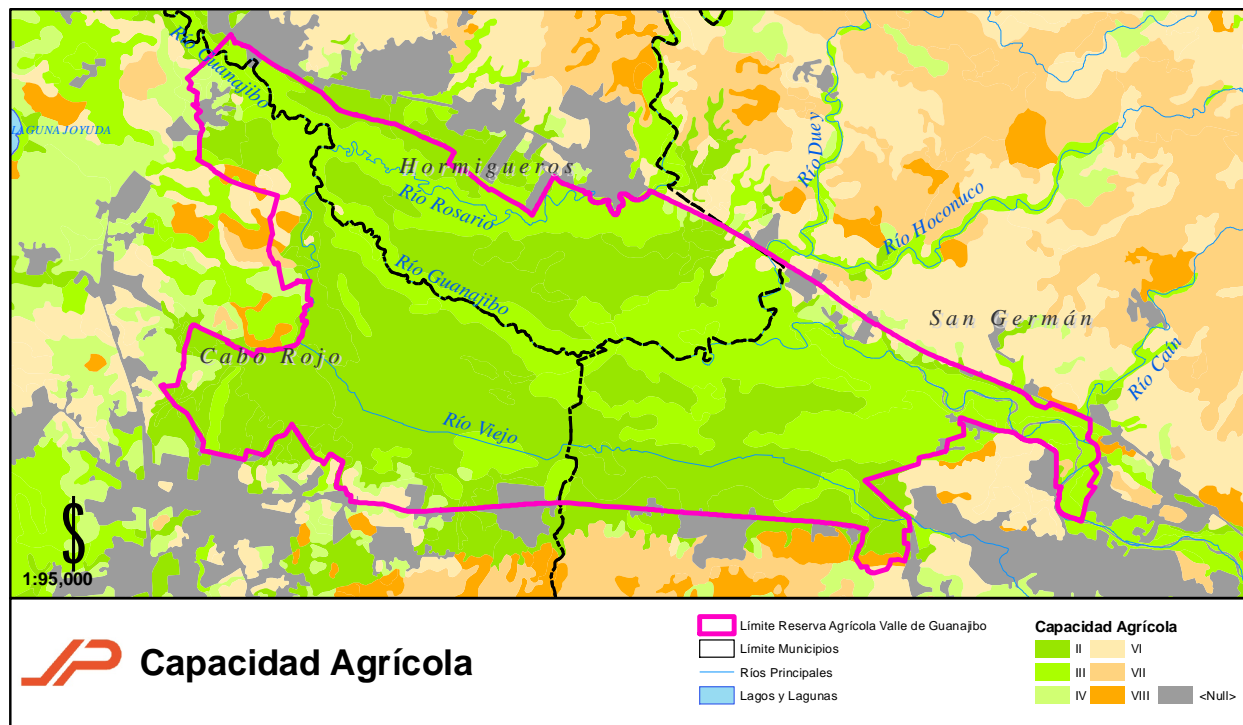 Río Guanajibo
LAGUNA JOYUDA
Hormigueros
Río Rosario
Río Duey
Río Hoconuco
Río Guanajibo
San Germán
Cabo Rojo
Río Caín
Río Viejo
$
1:95,000
Capacidad Agrícola
Límite Reserva Agrícola Valle de Guanajibo
Límite Municipios
Ríos Principales
Lagos y Lagunas
Capacidad Agrícola
II VI
III VII
IV VIII <Null>